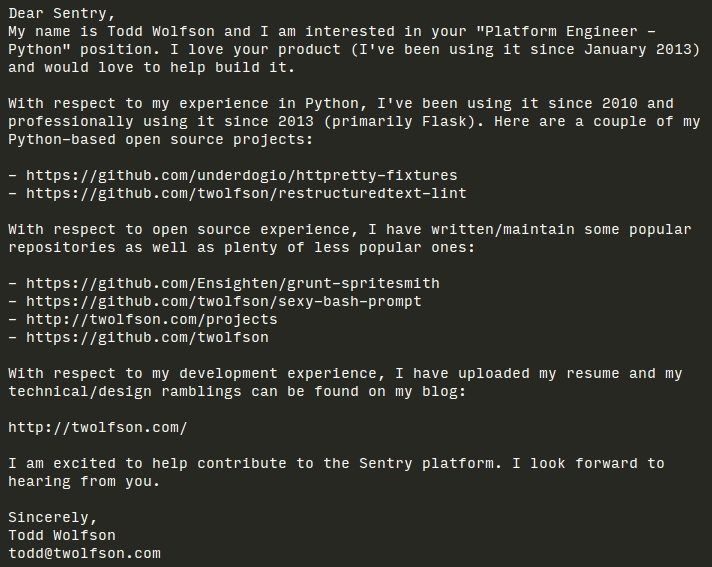 Dear Sentry,
My name is Todd Wolfson and I am interested in your "Platform Engineer –
Python" position. I love your product (I've been using it since January 2013)
and would love to help build it.
With respect to my experience in Python, I've been using it since 2010 and
professionally using it since 2013 (primarily Flask). Here are a couple of my
Python-based open source projects:
- https://github.com/underdogio/httpretty-fixtures
- https://github.com/twolfson/restructuredtext-lint
With respect to open source experience, I have written/maintain some popular
repositories as well as plenty of less popular ones:
- https://github.com/Ensighten/grunt-spritesmith
- https://github.com/twolfson/sexy-bash-prompt
- http://twolfson.com/projects
- https://github.com/twolfson
With respect to my development experience, I have uploaded my resume and my
technical/design ramblings can be found on my blog:
http://twolfson.com/
I am excited to help contribute to the Sentry platform. I look forward to
hearing from you.
Sincerely,
Todd Wolfson
todd@twolfson.com